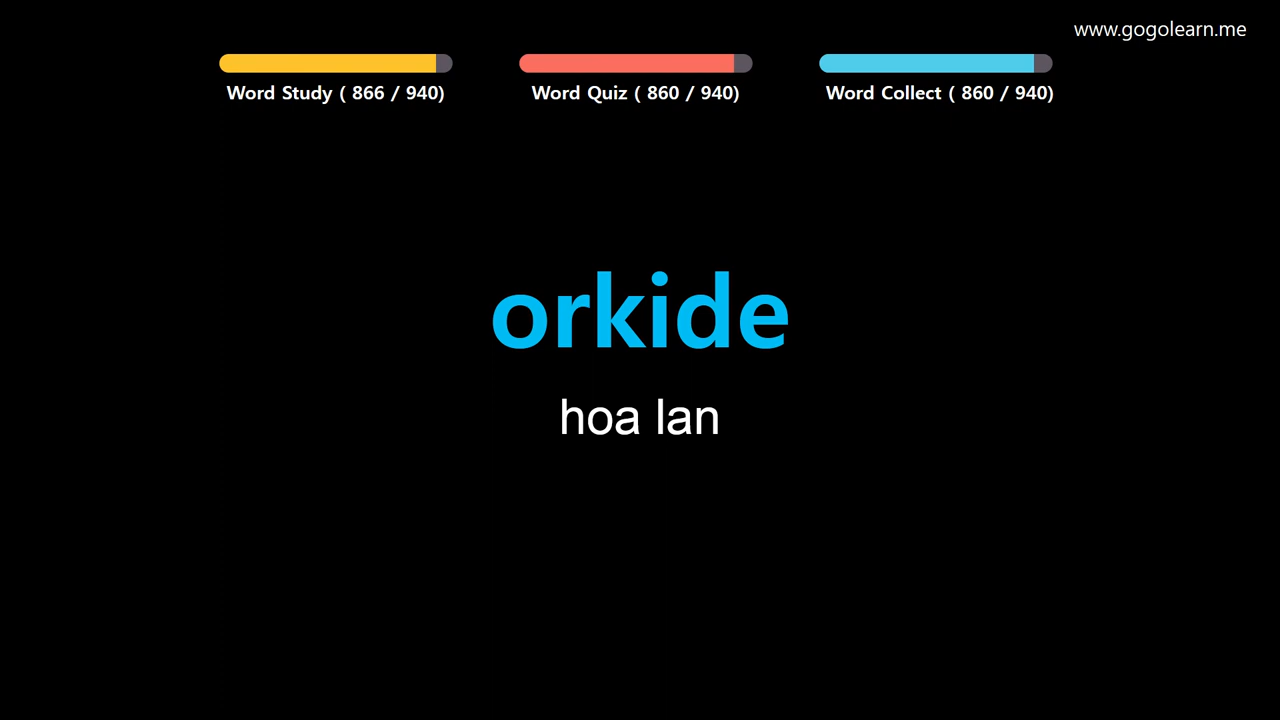 www.gogolearn.me
Word Study ( 866 / 940)
Word Quiz ( 860 / 940)
Word Collect ( 860 / 940)
orkide
hoa lan